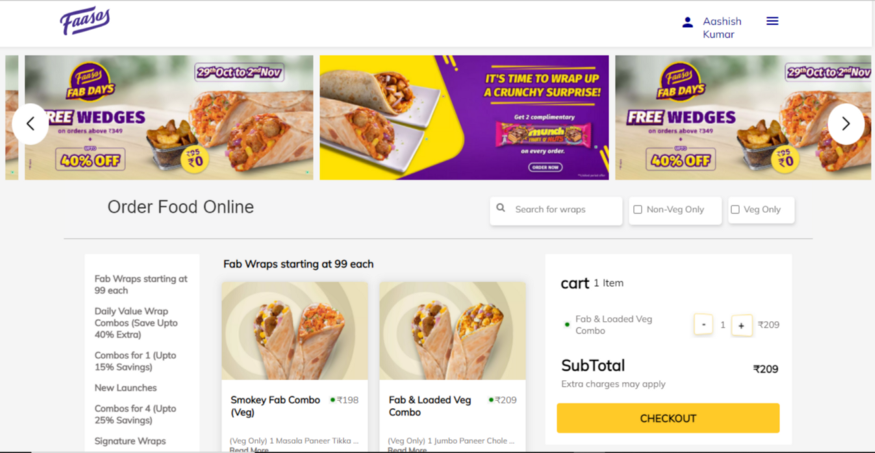 Faasos
Aashish
Kumar
Faasos
FAB DAYS
29th Oct to 2nd Nov
REE WEDGES
on orders above ₹349
+
UPTO
40% OFF
₹95
₹0
IT'S TIME TO WRAP UP
A CRUNCHY SURPRISE!
Get 2 complimentary
munch
on every order.
ORDER NOW
Faasos
FAB DAYS
29th Oct to 2nd Nov
FREE WEDGES
on orders above ₹349
+
UPTO
40% OFF
₹95
₹0
Order Food Online
Search for wraps
Non-Veg Only
Veg Only
Fab Wraps starting at
99 each
Daily Value Wrap
Combos (Save Upto
40% Extra)
Combos for 1 (Upto
15% Savings)
New Launches
Combos for 4 (Upto
25% Savings)
Signature Wraps
Fab Wraps starting at 99 each
Smokey Fab Combo ₹198
(Veg)
(Veg Only) 1 Masala Paneer Tikka ...
Read More
Fab & Loaded Veg ₹209
Combo
(Veg Only) 1 Jumbo Paneer Chole ...
Read More
cart 1 Item
Fab & Loaded Veg
Combo
- 1 + ₹209
SubTotal ₹209
Extra charges may apply
CHECKOUT